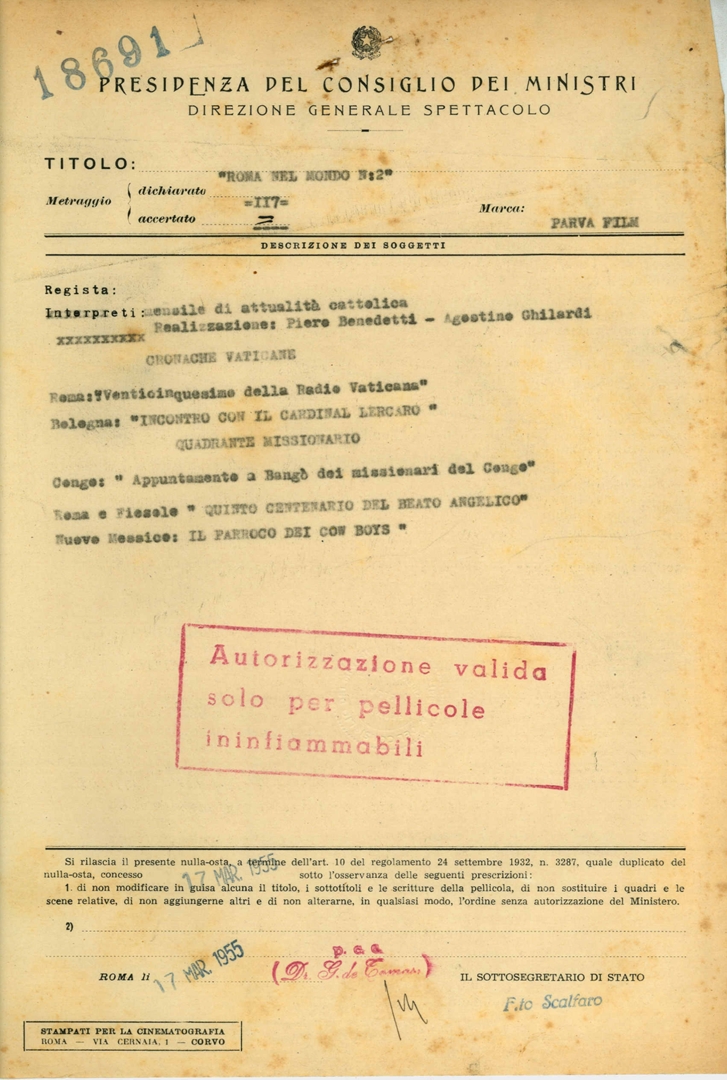 18691
PRESIDENZA DEL CONSIGLIO DEI MINISTRI
DIREZIONE GENERALE SPETTACOLO
TITOLO: "ROMA NEL MONDO N:2"
Metraggio dichiarato =117=
accertato =
Marca: PARVA FILM
DESCRIZIONE DEI SOGGETTI
Regista:
Interpreti: mensile di attualità cattolica
xxxxxxxxxx Realizzazione: Piero Benedetti - Agostino Ghilardi
CRONACHE VATICANE
Roma:"Venticinquesimo della Radio Vaticana"
Bologna: "INCONTRO CON IL CARDINAL LERCARO "
QUADRANTE MISSIONARIO
Congo: " Appuntamento a Bangò dei missionari del Congo"
Roma e Fiesole " QUINTO CENTENARIO DEL BEATO ANGELICO"
Nuovo Messico: IL PARROCO DEI COW BOYS "
Autorizzazione valida
solo per pellicole
ininfiammabili
Si rilascia il presente nulla-osta, a termine dell'art. 10 del regolamento 24 settembre 1932, n. 3287, quale duplicato del
nulla-osta, concesso 17 MAR. 1955 sotto l'osservanza delle seguenti prescrizioni:
1. di non modificare in guisa alcuna il titolo, i sottotitoli e le scritture della pellicola, di non sostituire i quadri e le
scene relative, di non aggiungerne altri e di non alterarne, in qualsiasi modo, l'ordine senza autorizzazione del Ministero.
2)
p.c.c.
ROMA li 17 MAR. 1955 (Dr. G. de Tomasi) IL SOTTOSEGRETARIO DI STATO
F.to Scalfaro
STAMPATI PER LA CINEMATOGRAFIA
ROMA — VIA CERNAIA, 1 — CORVO